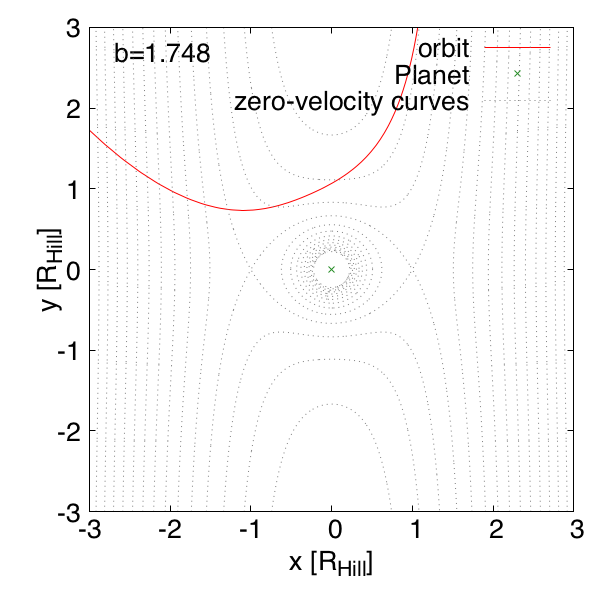 3
b=1.748
orbit
Planet
2
zero-velocity curves
1
y [R_Hill]
0
-1
-2
-3
-3 -2 -1 0 1 2 3
x [R_Hill]